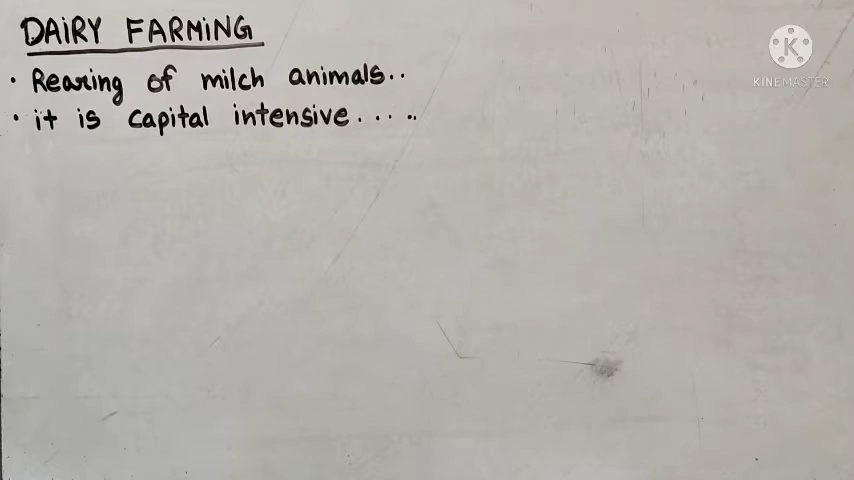 DAiRY FARMiNG
• Rearing of milch animals..
• it is capital intensive.....
K
KINEMASTER